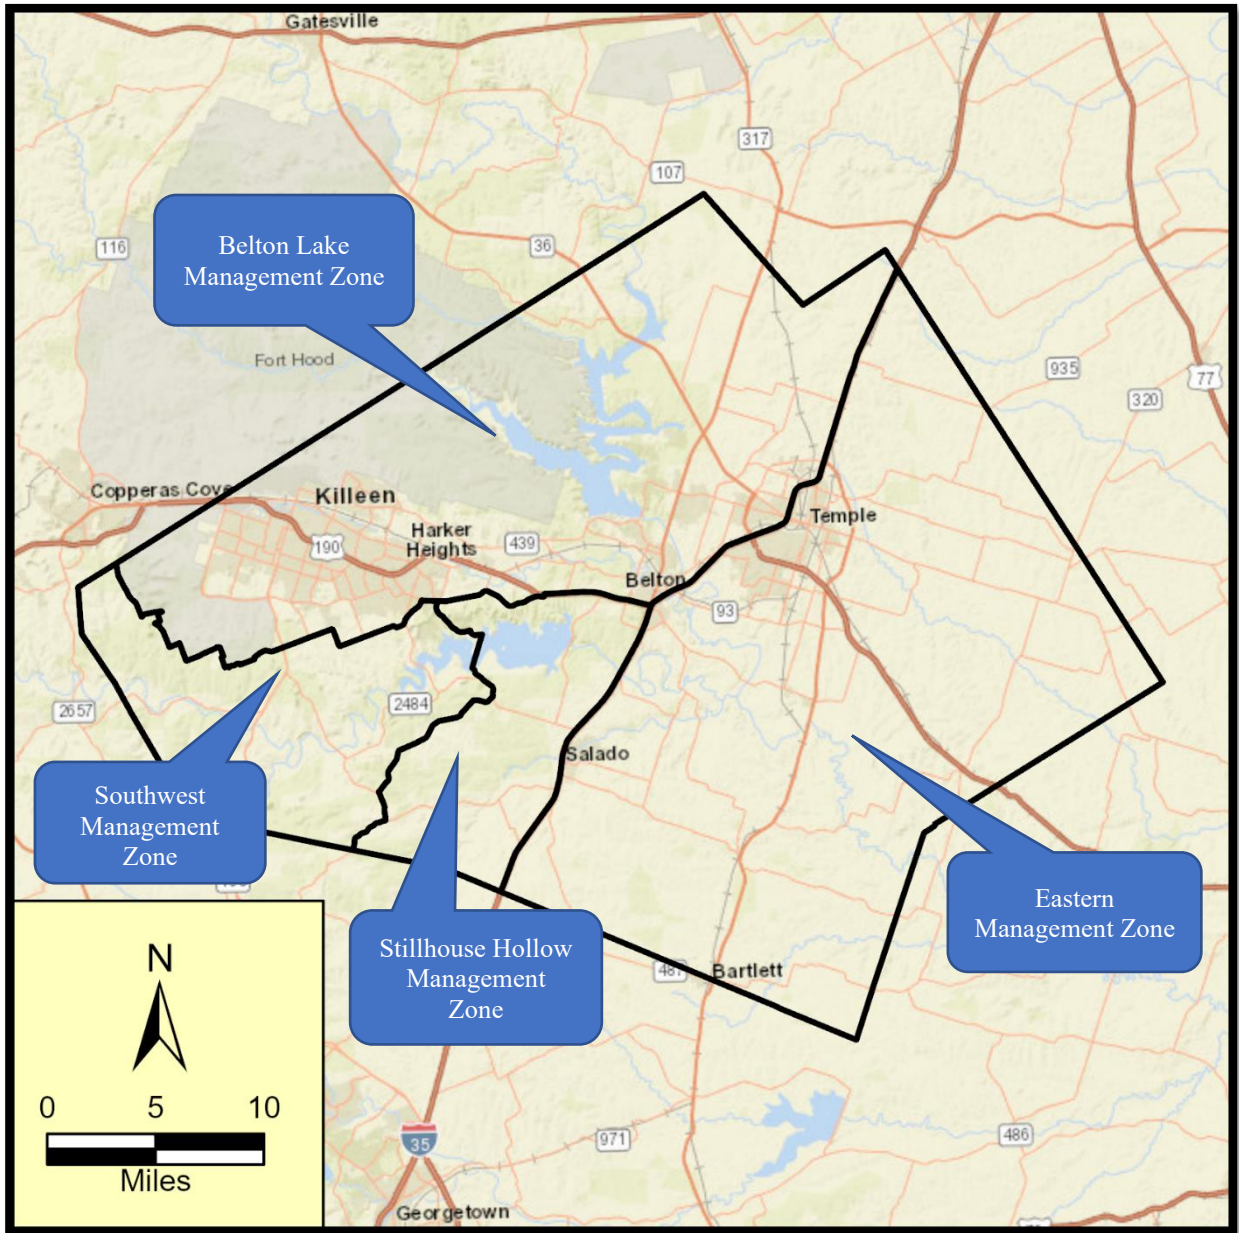 Gatesville
317
107
Belton Lake
Management Zone
116
36
Fort Hood
935
77
320
Copperas Cove
Killeen
Temple
Harker
Heights
190
439
Belton
93
2484
2657
Salado
Southwest
Management
Zone
Eastern
Management Zone
Stillhouse Hollow
Management
Zone
487
Bartlett
N
0 5 10
Miles
35
971
486
Georgetown